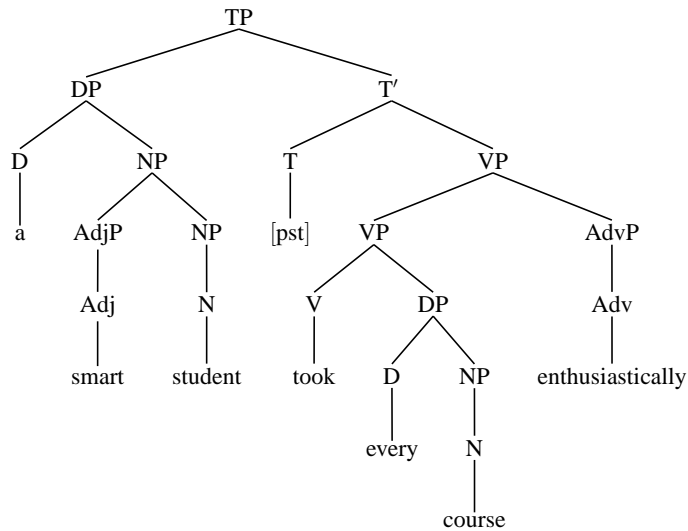 TP
DP T′
D NP T VP
a AdjP NP [pst] VP AdvP
Adj N V DP Adv
smart student took D NP enthusiastically
every N
course